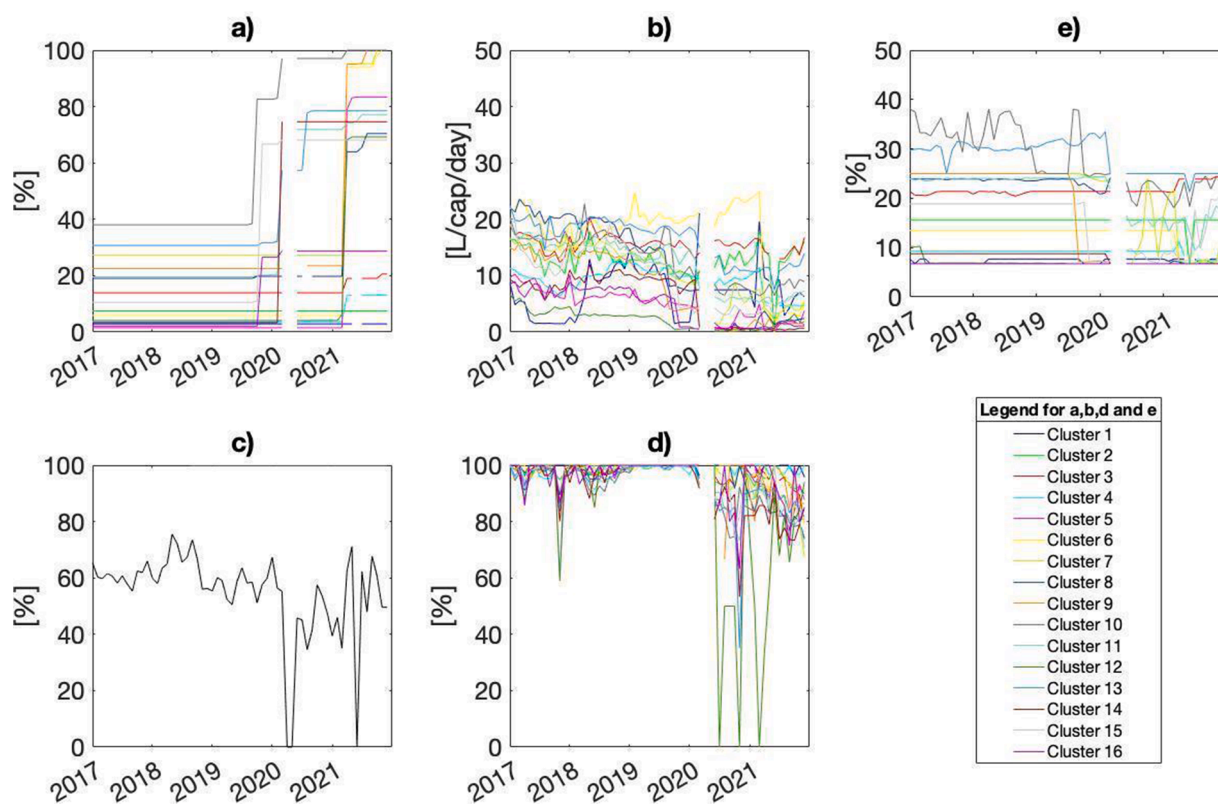 a)
[%]
100
80
60
40
20
0
2017 2018 2019 2020 2021
b)
[L/cap/day]
50
40
30
20
10
0
2017 2018 2019 2020 2021
e)
[%]
50
40
30
20
10
0
2017 2018 2019 2020 2021
c)
[%]
100
80
60
40
20
0
2017 2018 2019 2020 2021
d)
[%]
100
80
60
40
20
0
2017 2018 2019 2020 2021
Legend for a,b,d and e
Cluster 1
Cluster 2
Cluster 3
Cluster 4
Cluster 5
Cluster 6
Cluster 7
Cluster 8
Cluster 9
Cluster 10
Cluster 11
Cluster 12
Cluster 13
Cluster 14
Cluster 15
Cluster 16